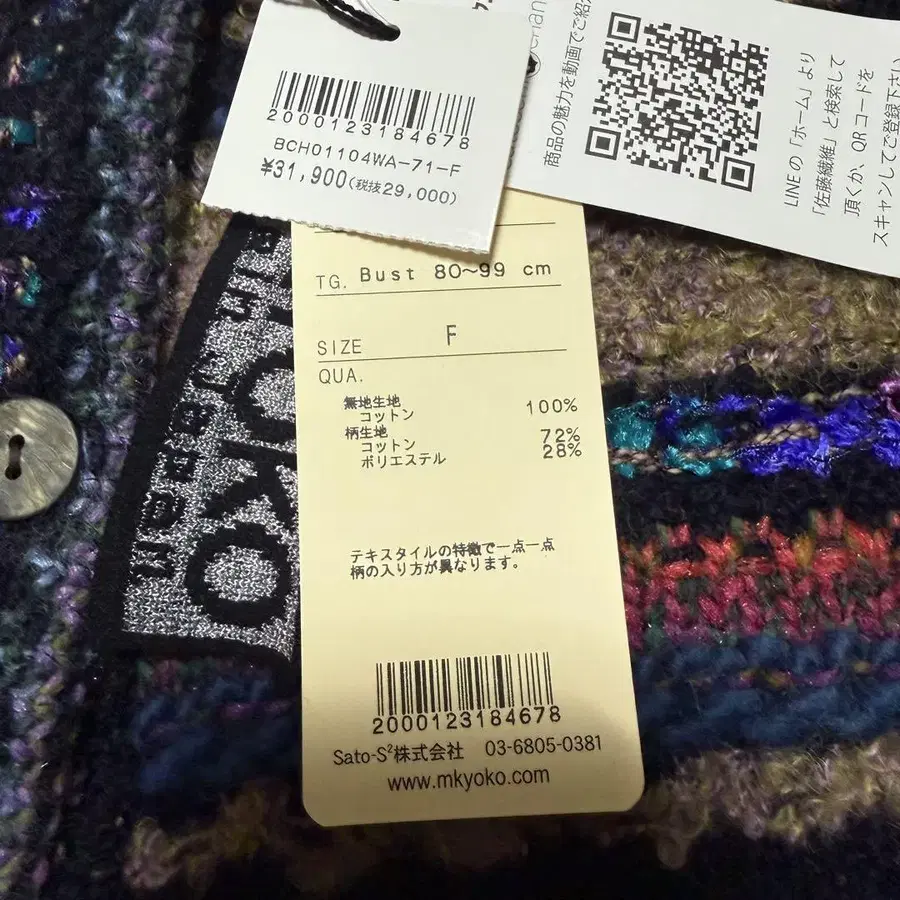 2000123184678
BCH01104WA-71-F
¥31,900(税抜29,000)
商品の魅力を動画でご紹介
LINEの「ホーム」より
「佐藤繊維」と検索して
頂くか、QRコードを
スキャンしてご登録下さい
TG. Bust 80~99 cm
SIZE F
QUA.
無地生地
コットン 100%
柄生地
コットン 72%
ポリエステル 28%
テキスタイルの特徴で一点一点
柄の入り方が異なります。
2000123184678
Sato-S²株式会社 03-6805-0381
www.mkyoko.com